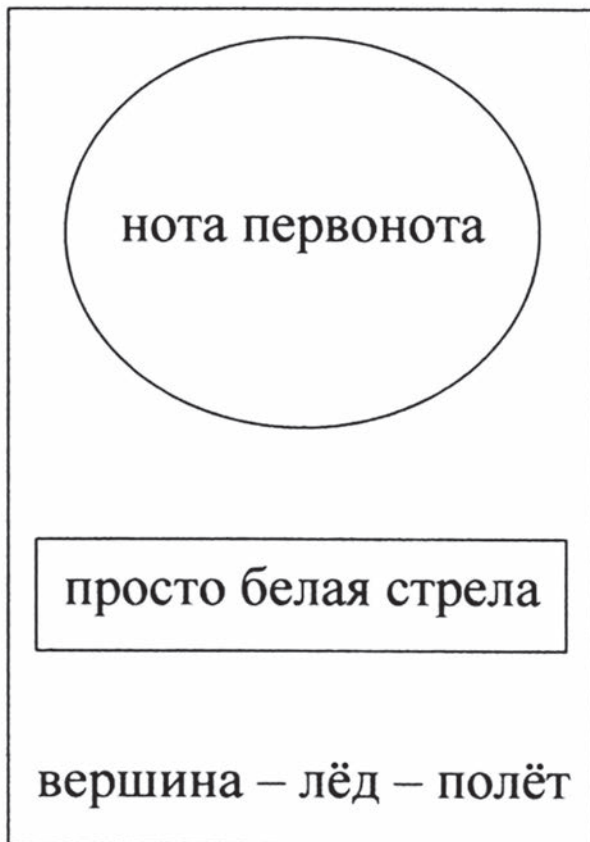 нота первонота
просто белая стрела
вершина – лёд – полёт